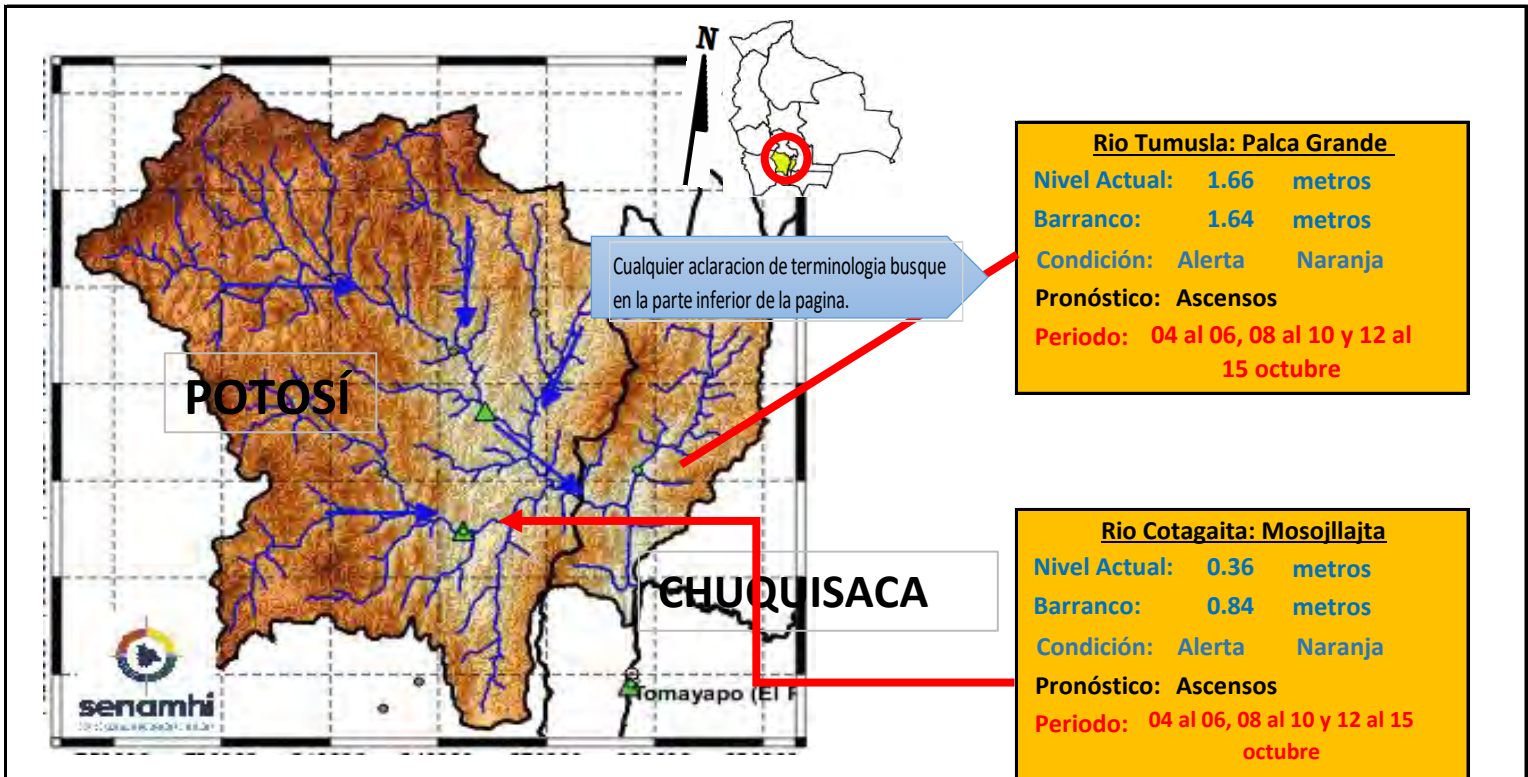 N
Cualquier aclaracion de terminologia busque
en la parte inferior de la pagina.
POTOSÍ
CHUQUISACA
senamhi
Tomayapo (El
Rio Tumusla: Palca Grande
Nivel Actual: 1.66 metros
Barranco: 1.64 metros
Condición: Alerta Naranja
Pronóstico: Ascensos
Periodo: 04 al 06, 08 al 10 y 12 al
15 octubre
Rio Cotagaita: Mosojllajta
Nivel Actual: 0.36 metros
Barranco: 0.84 metros
Condición: Alerta Naranja
Pronóstico: Ascensos
Periodo: 04 al 06, 08 al 10 y 12 al 15
octubre